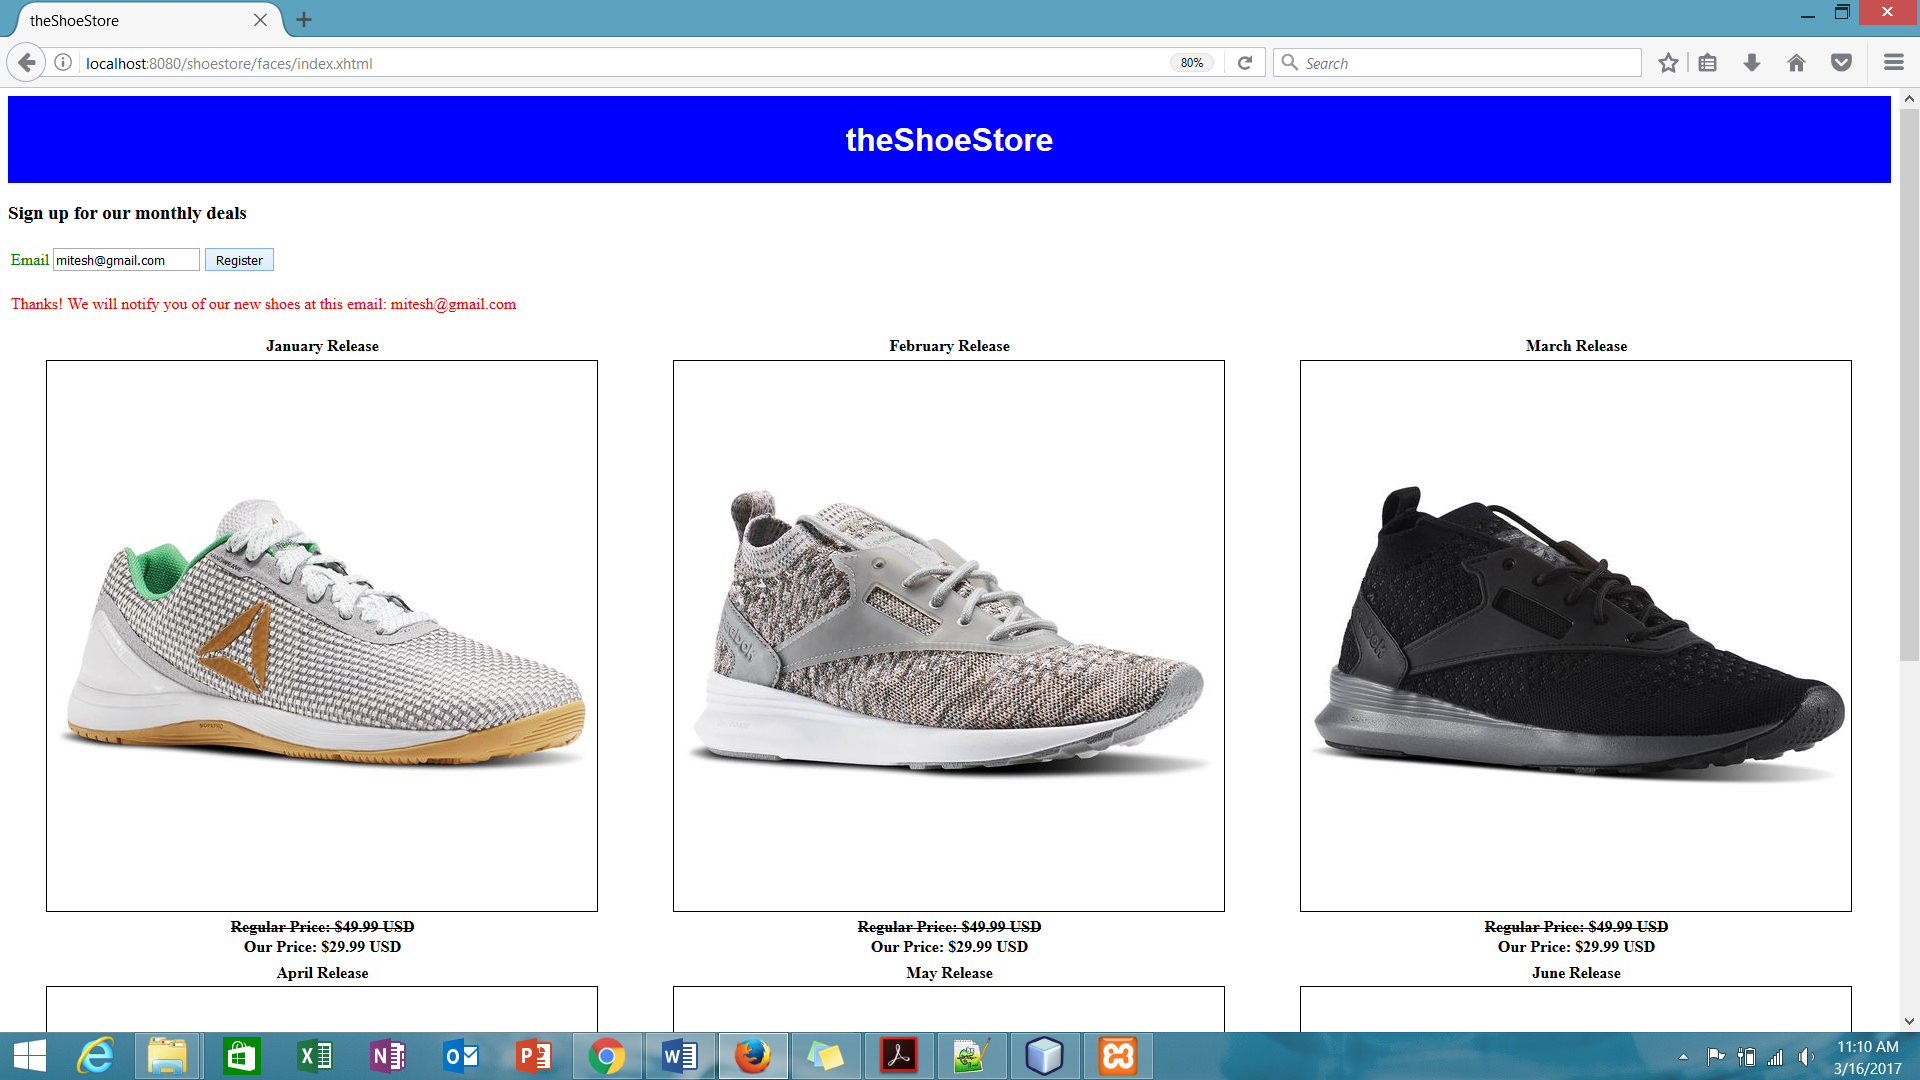 theShoeStore
localhost:8080/shoestore/faces/index.xhtml
80%
Search
theShoeStore
Sign up for our monthly deals
Email mitesh@gmail.com Register
Thanks! We will notify you of our new shoes at this email: mitesh@gmail.com
January Release
February Release
March Release
Reebok
Regular Price: $49.99 USD
Our Price: $29.99 USD
Regular Price: $49.99 USD
Our Price: $29.99 USD
Regular Price: $49.99 USD
Our Price: $29.99 USD
April Release
May Release
June Release
11:10 AM
3/16/2017